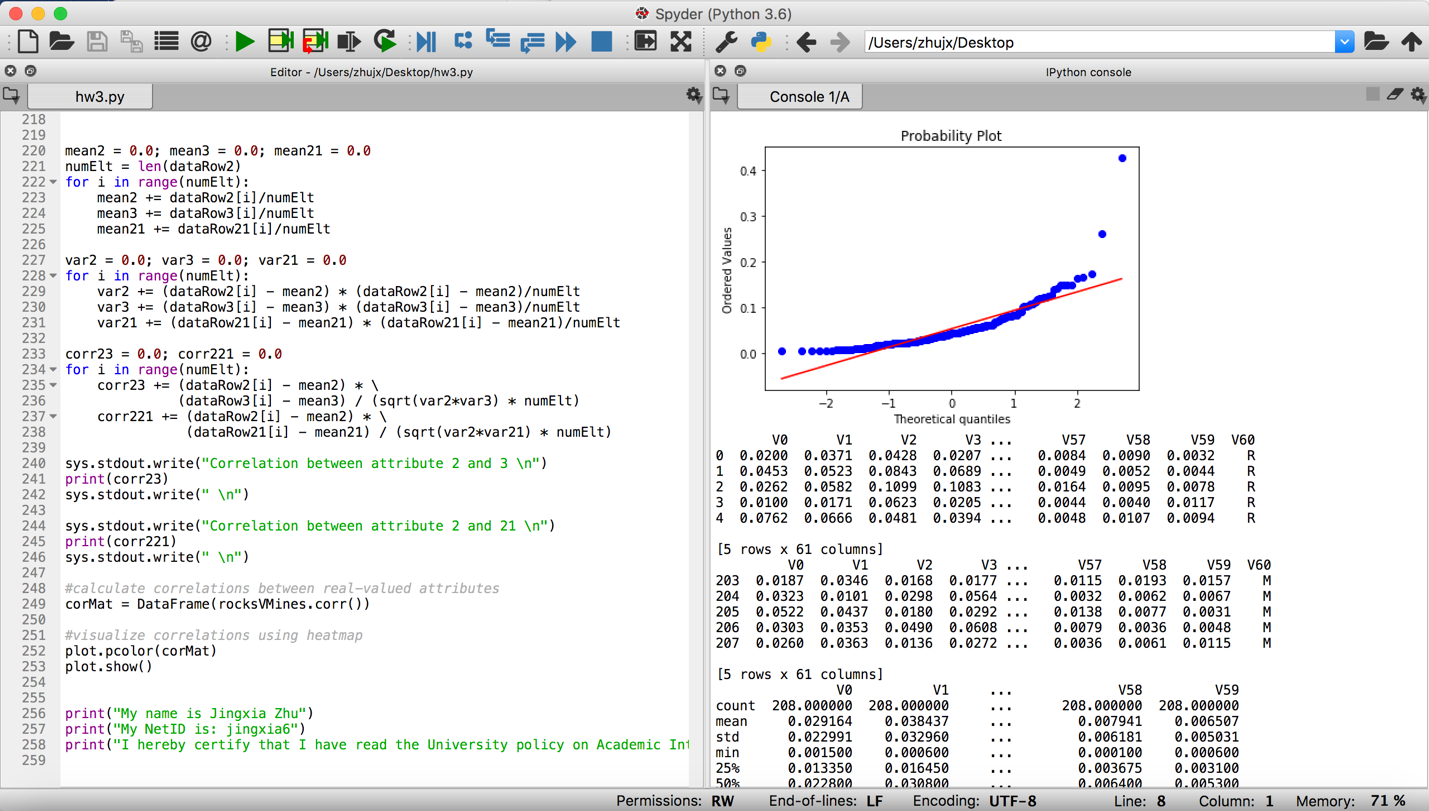 Spyder (Python 3.6)
/Users/zhujx/Desktop
Editor - /Users/zhujx/Desktop/hw3.py
hw3.py
218
219
220 mean2 = 0.0; mean3 = 0.0; mean21 = 0.0
221 numElt = len(dataRow2)
222 for i in range(numElt):
223     mean2 += dataRow2[i]/numElt
224     mean3 += dataRow3[i]/numElt
225     mean21 += dataRow21[i]/numElt
226
227 var2 = 0.0; var3 = 0.0; var21 = 0.0
228 for i in range(numElt):
229     var2 += (dataRow2[i] - mean2) * (dataRow2[i] - mean2)/numElt
230     var3 += (dataRow3[i] - mean3) * (dataRow3[i] - mean3)/numElt
231     var21 += (dataRow21[i] - mean21) * (dataRow21[i] - mean21)/numElt
232
233 corr23 = 0.0; corr221 = 0.0
234 for i in range(numElt):
235     corr23 += (dataRow2[i] - mean2) * \
236               (dataRow3[i] - mean3) / (sqrt(var2*var3) * numElt)
237     corr221 += (dataRow2[i] - mean2) * \
238                (dataRow21[i] - mean21) / (sqrt(var2*var21) * numElt)
239
240 sys.stdout.write("Correlation between attribute 2 and 3 \n")
241 print(corr23)
242 sys.stdout.write(" \n")
243
244 sys.stdout.write("Correlation between attribute 2 and 21 \n")
245 print(corr221)
246 sys.stdout.write(" \n")
247
248 #calculate correlations between real-valued attributes
249 corMat = DataFrame(rocksVMines.corr())
250
251 #visualize correlations using heatmap
252 plot.pcolor(corMat)
253 plot.show()
254
255
256 print("My name is Jingxia Zhu")
257 print("My NetID is: jingxia6")
258 print("I hereby certify that I have read the University policy on Academic Int
259
IPython console
Console 1/A
Probability Plot
Ordered Values
0.4
0.3
0.2
0.1
0.0
−2 −1 0 1 2
Theoretical quantiles
V0 V1 V2 V3 ... V57 V58 V59 V60
0 0.0200 0.0371 0.0428 0.0207 ... 0.0084 0.0090 0.0032 R
1 0.0453 0.0523 0.0843 0.0689 ... 0.0049 0.0052 0.0044 R
2 0.0262 0.0582 0.1099 0.1083 ... 0.0164 0.0095 0.0078 R
3 0.0100 0.0171 0.0623 0.0205 ... 0.0044 0.0040 0.0117 R
4 0.0762 0.0666 0.0481 0.0394 ... 0.0048 0.0107 0.0094 R
[5 rows x 61 columns]
V0 V1 V2 V3 ... V57 V58 V59 V60
203 0.0187 0.0346 0.0168 0.0177 ... 0.0115 0.0193 0.0157 M
204 0.0323 0.0101 0.0298 0.0564 ... 0.0032 0.0062 0.0067 M
205 0.0522 0.0437 0.0180 0.0292 ... 0.0138 0.0077 0.0031 M
206 0.0303 0.0353 0.0490 0.0608 ... 0.0079 0.0036 0.0048 M
207 0.0260 0.0363 0.0136 0.0272 ... 0.0036 0.0061 0.0115 M
[5 rows x 61 columns]
V0 V1 ... V58 V59
count 208.000000 208.000000 ... 208.000000 208.000000
mean 0.029164 0.038437 ... 0.007941 0.006507
std 0.022991 0.032960 ... 0.006181 0.005031
min 0.001500 0.000600 ... 0.000100 0.000600
25% 0.013350 0.016450 ... 0.003675 0.003100
50% 0.022800 0.030800 ... 0.006400 0.005300
Permissions: RW End-of-lines: LF Encoding: UTF-8 Line: 8 Column: 1 Memory: 71 %